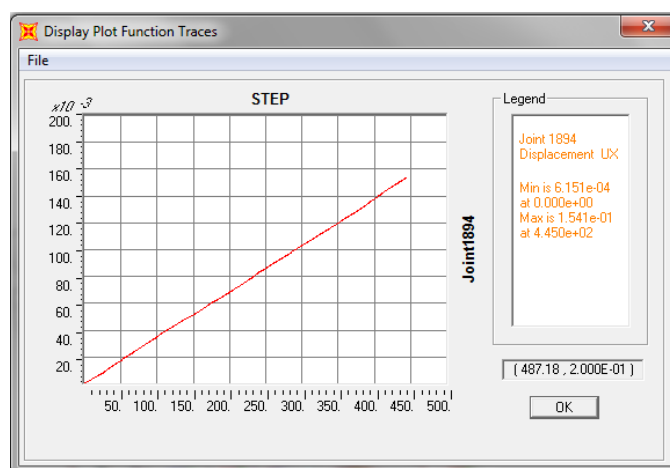 Display Plot Function Traces
File
x10 -3
STEP
200.
180.
160.
140.
120.
100.
80.
60.
40.
20.
50. 100. 150. 200. 250. 300. 350. 400. 450. 500.
Joint1894
Legend
Joint 1894
Displacement UX
Min is 6.151e-04
at 0.000e+00
Max is 1.541e-01
at 4.450e+02
( 487.18 , 2.000E-01 )
OK